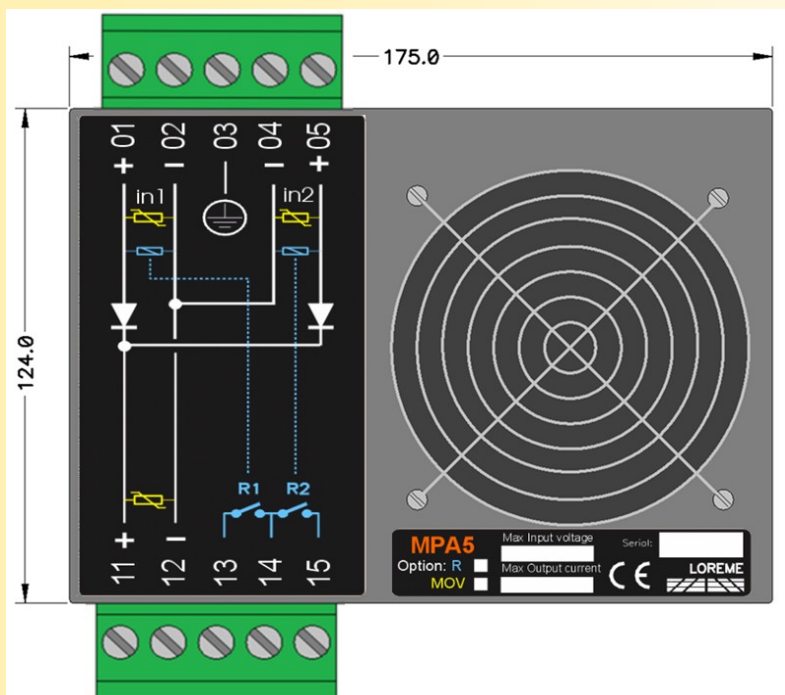 175.0
124.0
01 02 03 04 05
+ − − +
in1 in2
R1 R2
+ −
11 12 13 14 15
MPA5
Max Input voltage
Serial:
Option: R
Max Output current
MOV
CE
LOREME